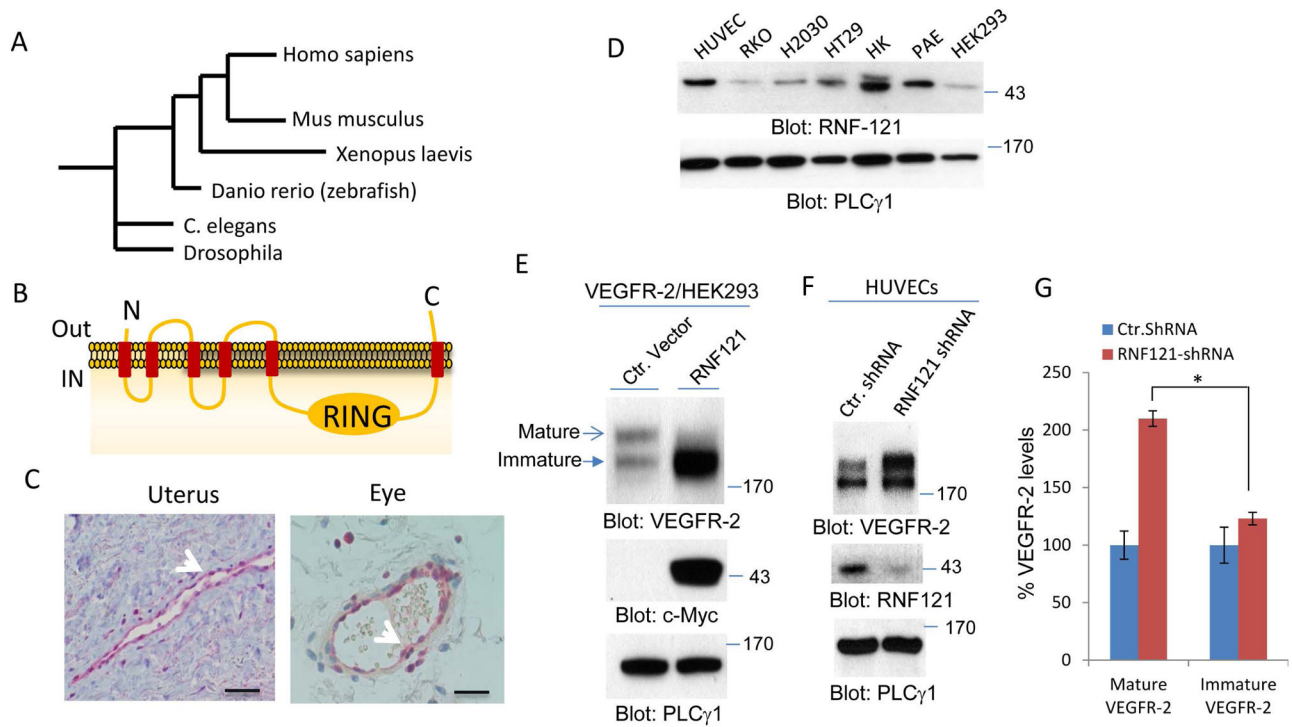 A
Homo sapiens
Mus musculus
Xenopus laevis
Danio rerio (zebrafish)
C. elegans
Drosophila
B
N
C
Out
IN
RING
C
Uterus
Eye
D
HUVEC
RKO
H2030
HT29
HK
PAE
HEK293
43
Blot: RNF-121
170
Blot: PLCγ1
E
VEGFR-2/HEK293
Ctr. Vector
RNF121
Mature
Immature
170
Blot: VEGFR-2
43
Blot: c-Myc
170
Blot: PLCγ1
F
HUVECs
Ctr. shRNA
RNF121 shRNA
170
Blot: VEGFR-2
43
Blot: RNF121
170
Blot: PLCγ1
G
Ctr.ShRNA
RNF121-shRNA
% VEGFR-2 levels
250
200
150
100
50
0
*
Mature
VEGFR-2
Immature
VEGFR-2